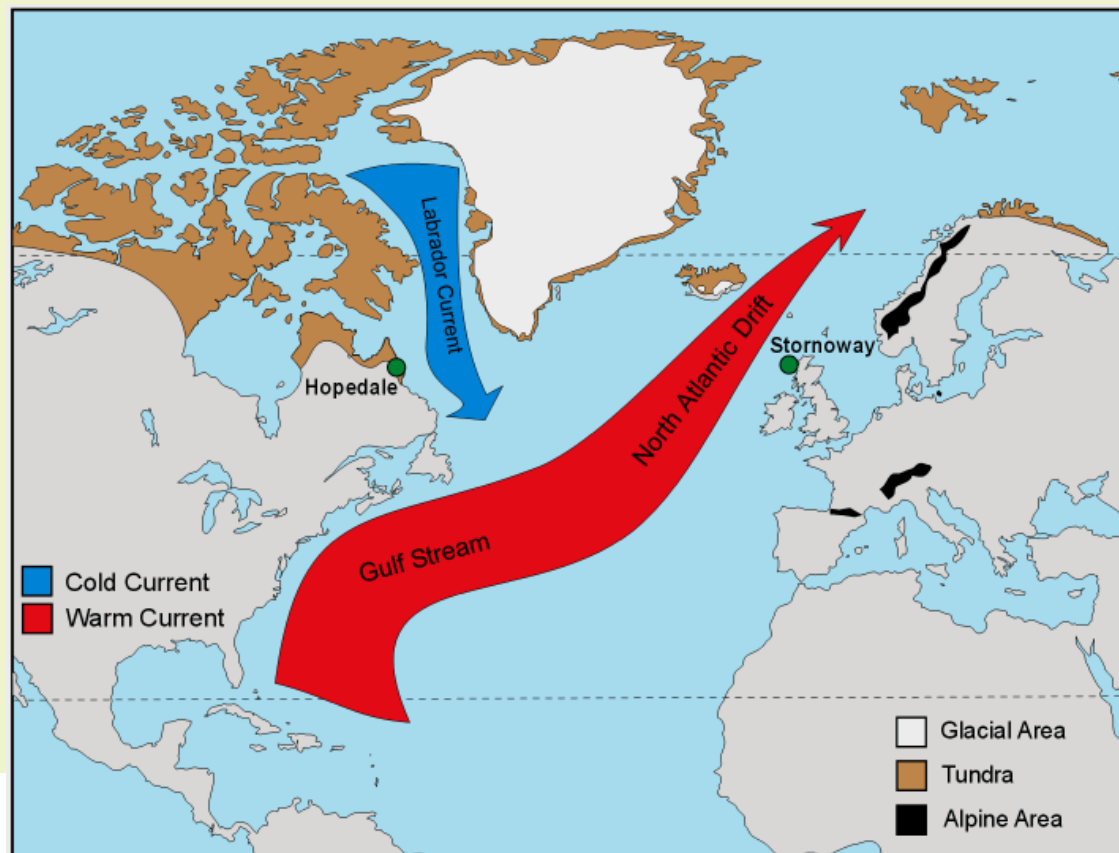 Labrador Current
Hopedale
Stornoway
North Atlantic Drift
Gulf Stream
Cold Current
Warm Current
Glacial Area
Tundra
Alpine Area